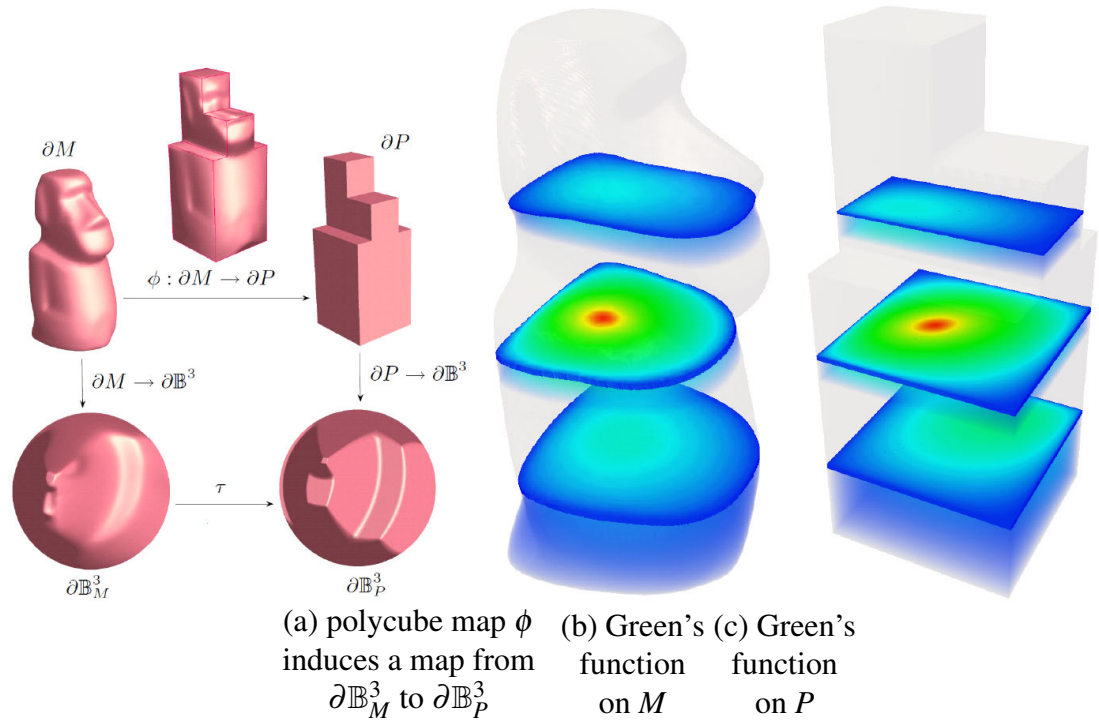 ∂M
∂P
ϕ : ∂M → ∂P
∂M → ∂𝔹³
∂P → ∂𝔹³
τ
∂𝔹³_M
∂𝔹³_P
(a) polycube map ϕ
induces a map from
∂𝔹³_M to ∂𝔹³_P
(b) Green's
function
on M
(c) Green's
function
on P